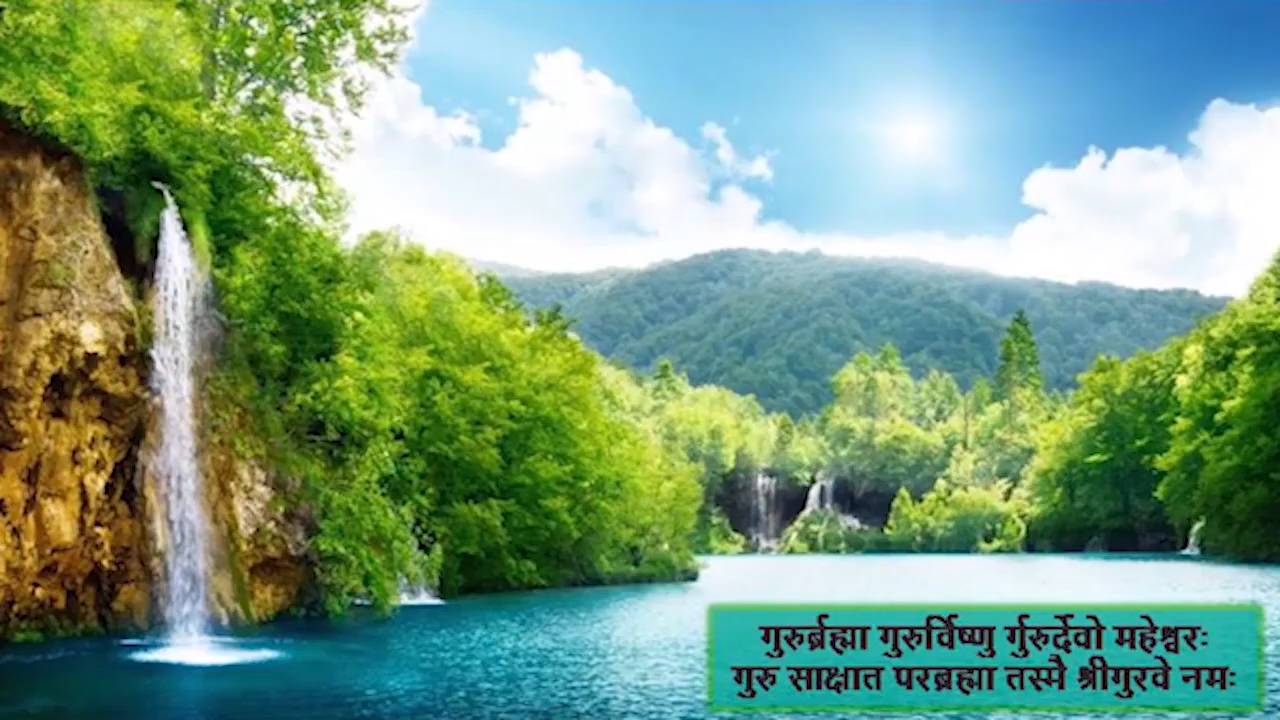 गुरुर्ब्रह्मा गुरुर्विष्णु र्गुरुर्देवो महेश्वरः
गुरु साक्षात परब्रह्मा तस्मै श्रीगुरवे नमः